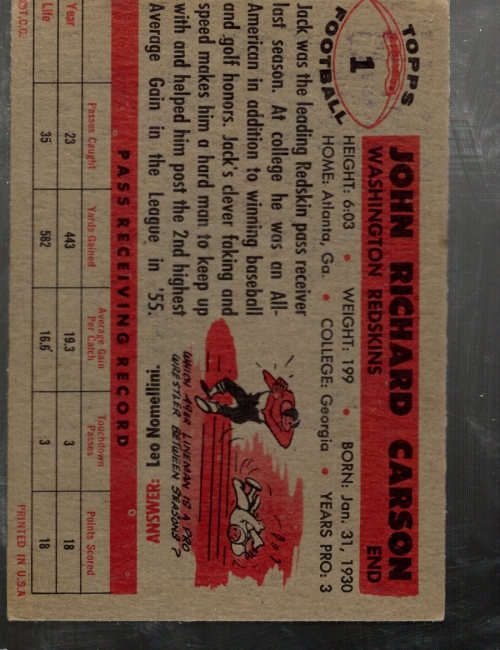 TOPPS
1
FOOTBALL
JOHN RICHARD CARSON
WASHINGTON REDSKINS END
HEIGHT: 6:03 • WEIGHT: 199 • BORN: Jan. 31, 1930
HOME: Atlanta, Ga. • COLLEGE: Georgia • YEARS PRO: 3
Jack was the leading Redskin pass receiver
last season. At college he was an All-
American in addition to winning baseball
and golf honors. Jack's clever faking and
speed makes him a hard man to keep up
with and helped him post the 2nd highest
Average Gain in the League in '55.
WHICH 49ER LINEMAN IS A PRO
WRESTLER BETWEEN SEASONS?
ANSWER: Leo Nomellini.
PASS RECEIVING RECORD
Passes Caught Yards Gained Average Gain Per Catch Touchdown Passes Points Scored
Year 23 443 19.3 3 18
Life 35 582 16.6 3 18
©T.C.G. PRINTED IN U.S.A